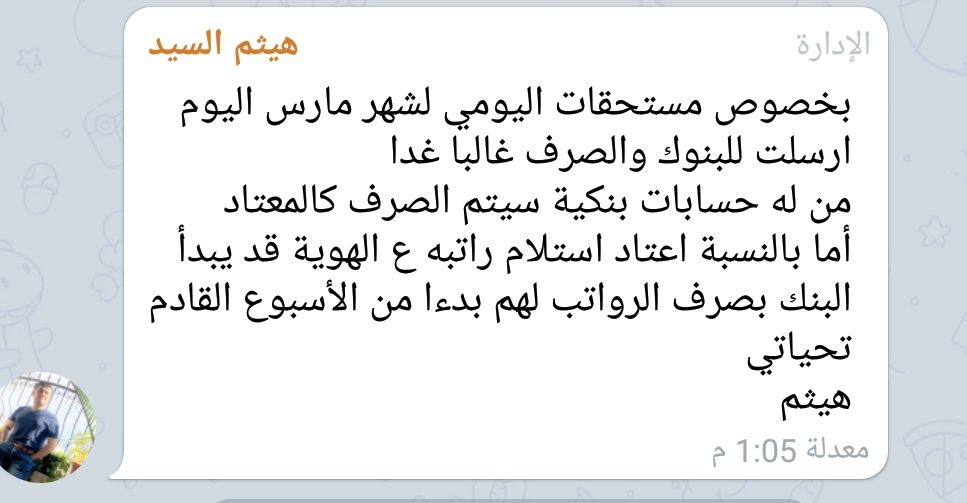 هيثم السيد الإدارة
بخصوص مستحقات اليومي لشهر مارس اليوم
ارسلت للبنوك والصرف غالبا غدا
من له حسابات بنكية سيتم الصرف كالمعتاد
أما بالنسبة اعتاد استلام راتبه ع الهوية قد يبدأ
البنك بصرف الرواتب لهم بدءا من الأسبوع القادم
تحياتي
هيثم
معدلة 1:05 م